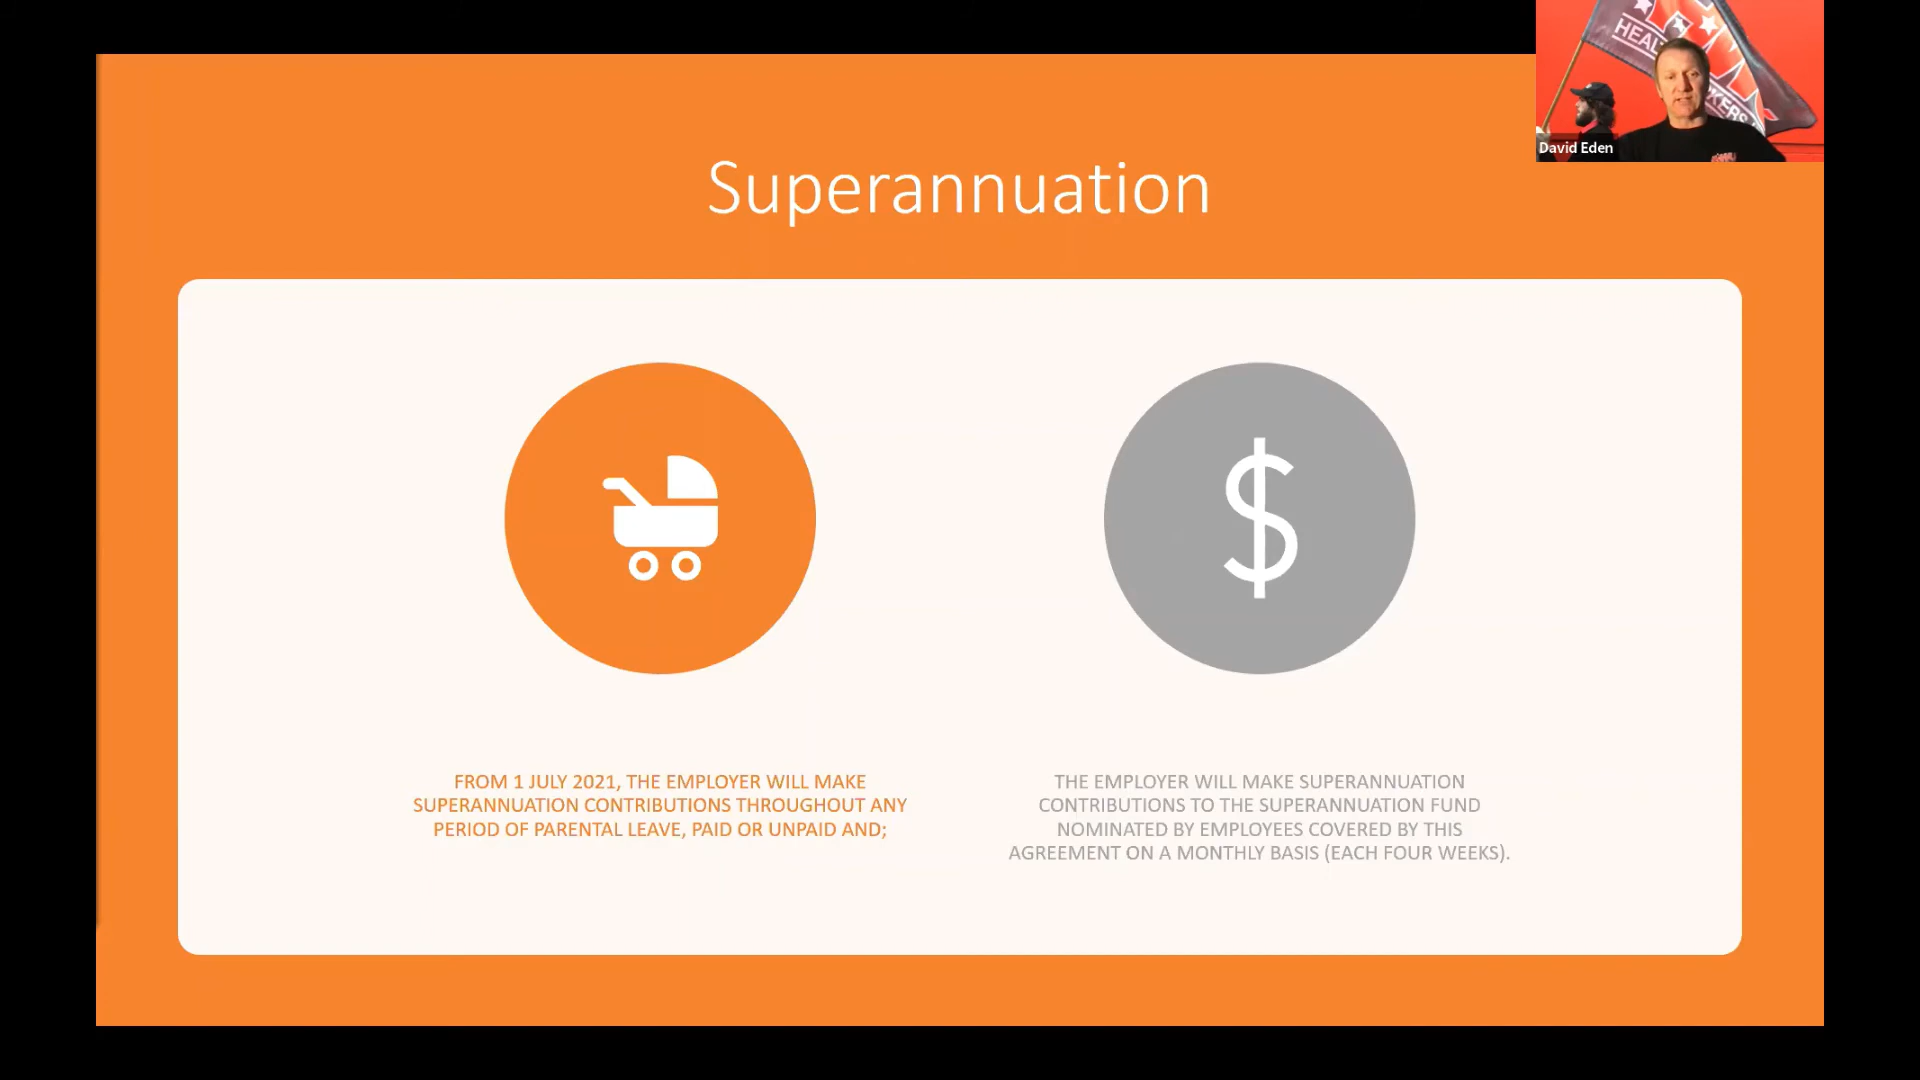 Superannuation
FROM 1 JULY 2021, THE EMPLOYER WILL MAKE
SUPERANNUATION CONTRIBUTIONS THROUGHOUT ANY
PERIOD OF PARENTAL LEAVE, PAID OR UNPAID AND;
THE EMPLOYER WILL MAKE SUPERANNUATION
CONTRIBUTIONS TO THE SUPERANNUATION FUND
NOMINATED BY EMPLOYEES COVERED BY THIS
AGREEMENT ON A MONTHLY BASIS (EACH FOUR WEEKS).
David Eden